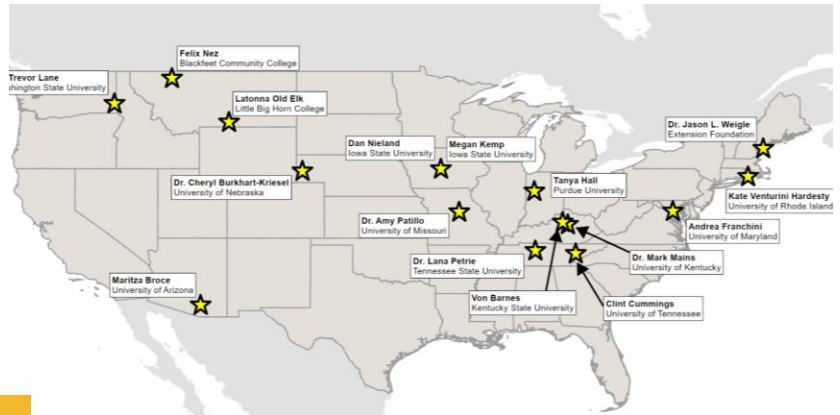 Felix Nez
Blackfeet Community College
Trevor Lane
hington State University
Latonna Old Elk
Little Big Horn College
Dan Nieland
Iowa State University
Megan Kemp
Iowa State University
Dr. Jason L. Weigle
Extension Foundation
Dr. Cheryl Burkhart-Kriesel
University of Nebraska
Tanya Hall
Purdue University
Kate Venturini Hardesty
University of Rhode Island
Dr. Amy Patillo
University of Missouri
Andrea Franchini
University of Maryland
Dr. Lana Petrie
Tennessee State University
Dr. Mark Mains
University of Kentucky
Maritza Broce
University of Arizona
Von Barnes
Kentucky State University
Clint Cummings
University of Tennessee